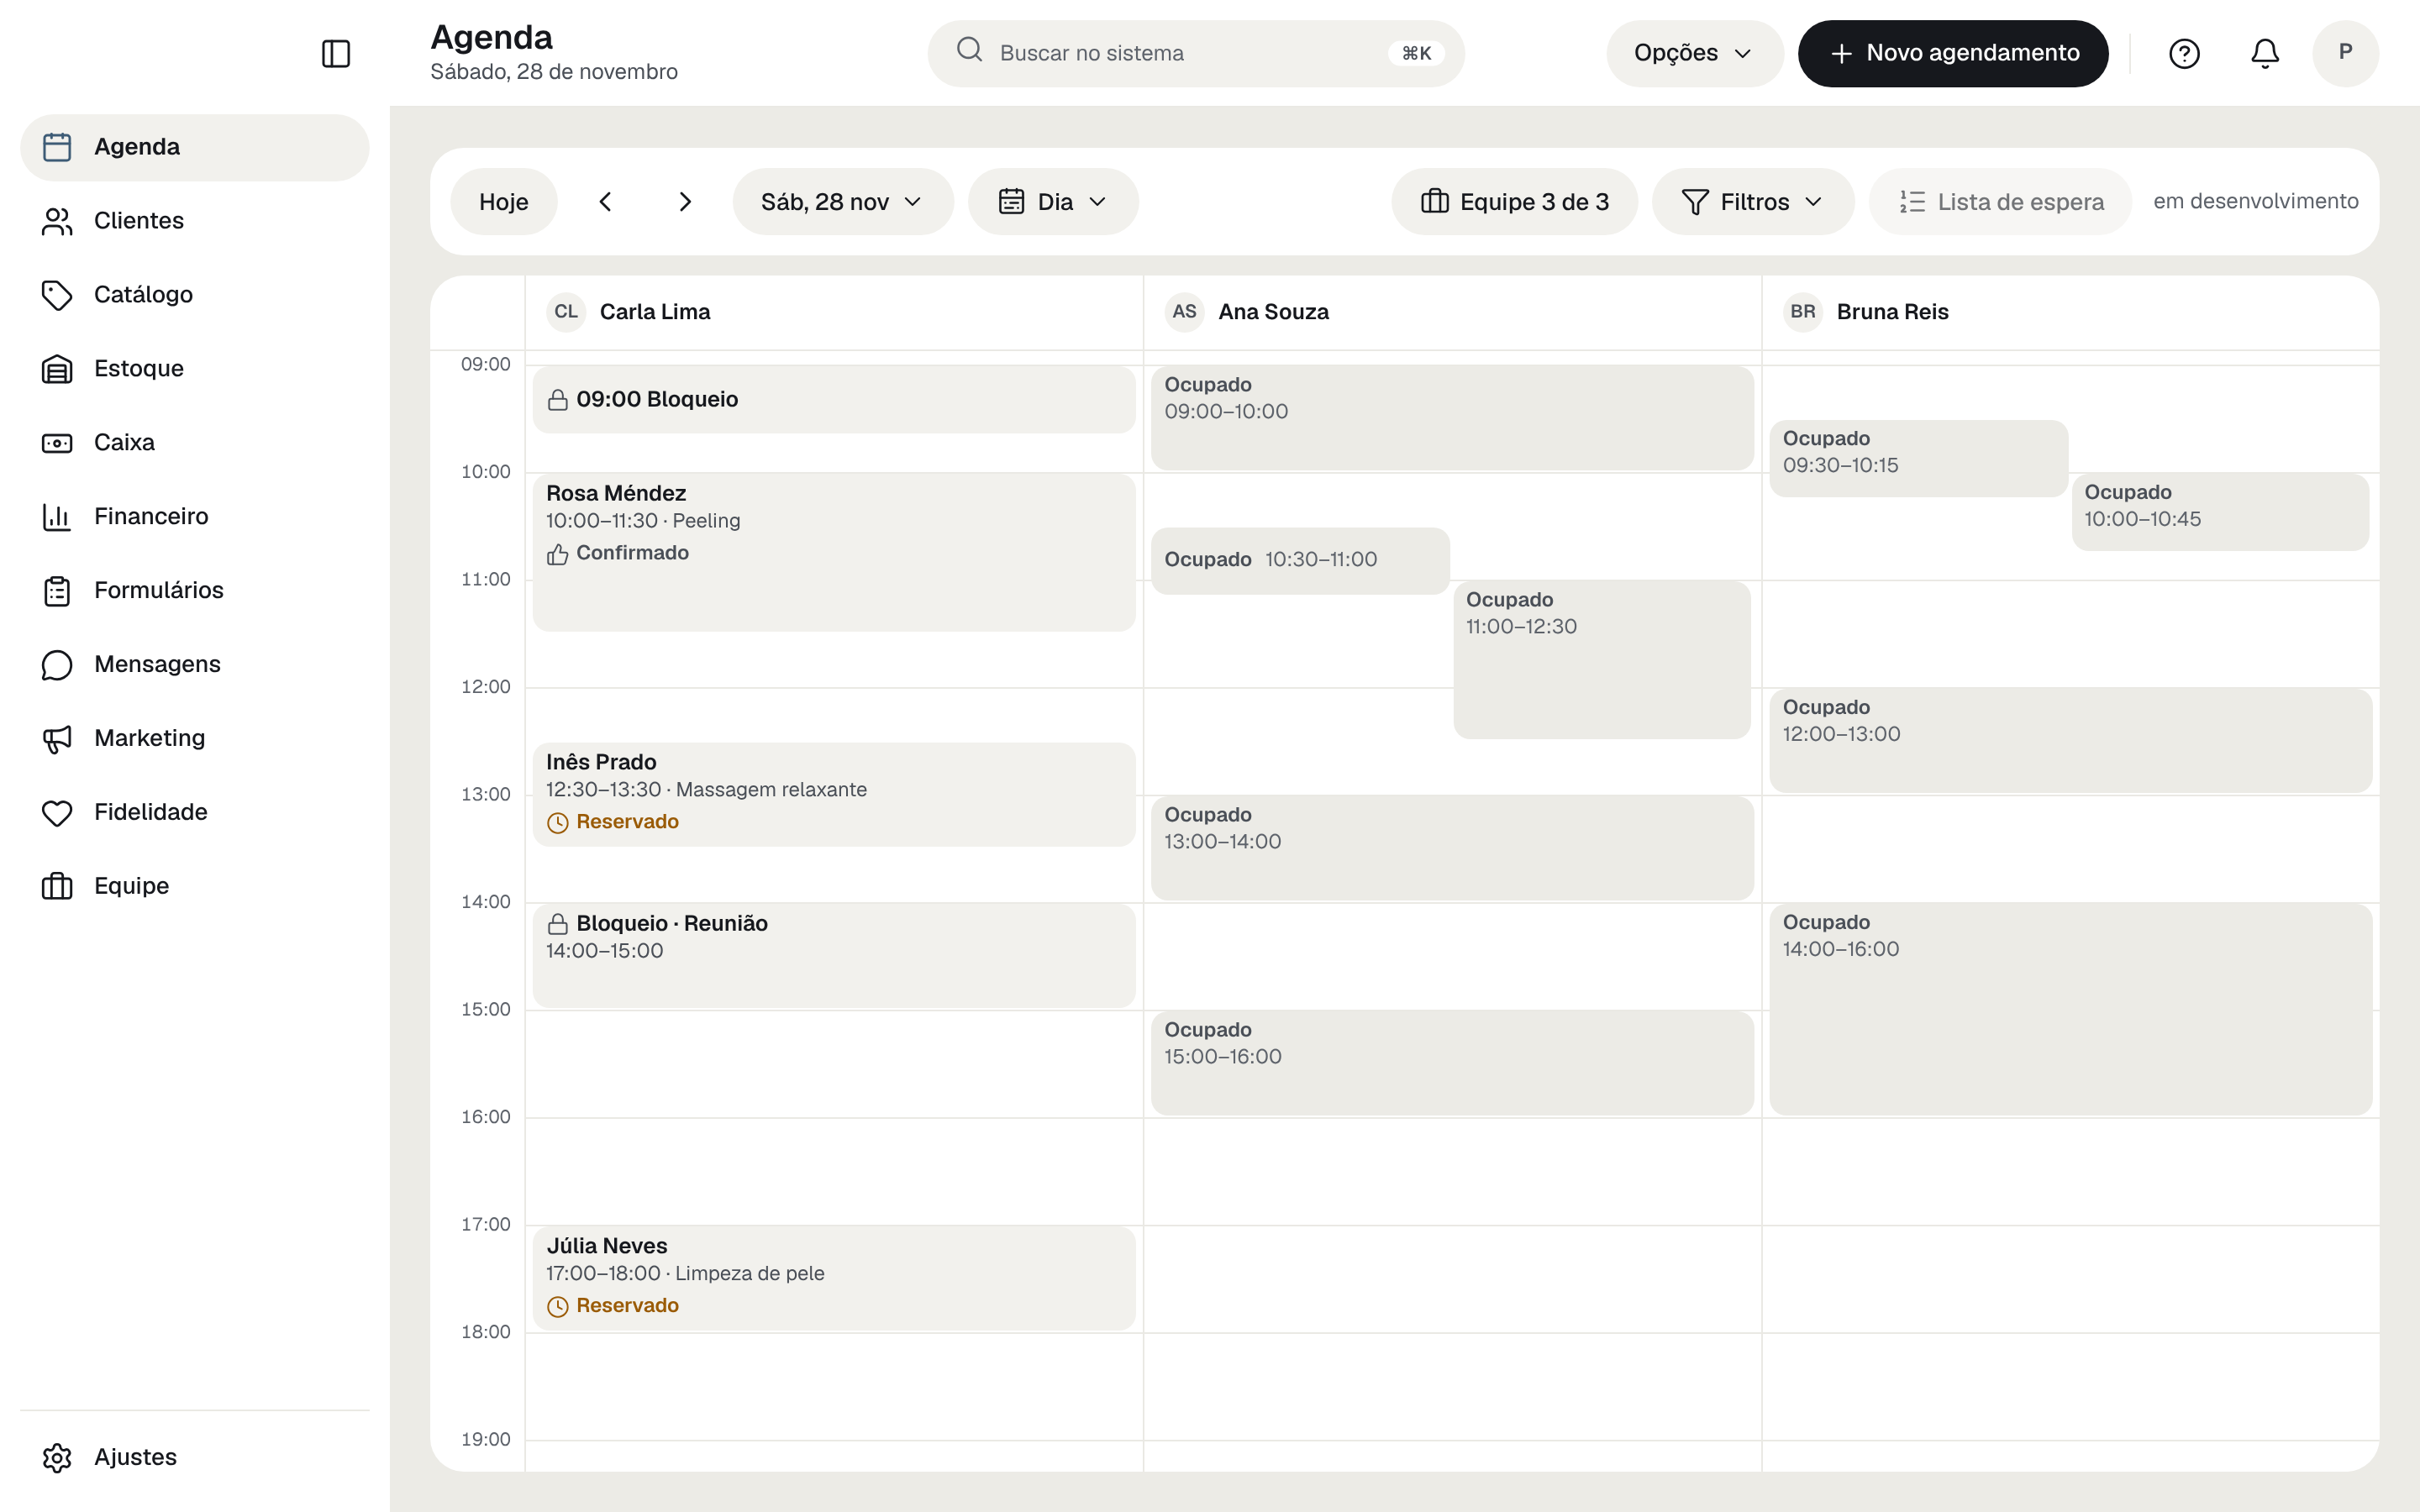 Agenda
Sábado, 28 de novembro
Buscar no sistema
⌘K
Opções
Novo agendamento
P
Agenda
Clientes
Catálogo
Estoque
Caixa
Financeiro
Formulários
Mensagens
Marketing
Fidelidade
Equipe
Ajustes
Hoje
Sáb, 28 nov
Dia
Equipe 3 de 3
Filtros
Lista de espera
em desenvolvimento
CL Carla Lima
AS Ana Souza
BR Bruna Reis
09:00
10:00
11:00
12:00
13:00
14:00
15:00
16:00
17:00
18:00
19:00
09:00 Bloqueio
Rosa Méndez
10:00–11:30 · Peeling
Confirmado
Inês Prado
12:30–13:30 · Massagem relaxante
Reservado
Bloqueio · Reunião
14:00–15:00
Júlia Neves
17:00–18:00 · Limpeza de pele
Reservado
Ocupado
09:00–10:00
Ocupado 10:30–11:00
Ocupado
11:00–12:30
Ocupado
13:00–14:00
Ocupado
15:00–16:00
Ocupado
09:30–10:15
Ocupado
10:00–10:45
Ocupado
12:00–13:00
Ocupado
14:00–16:00